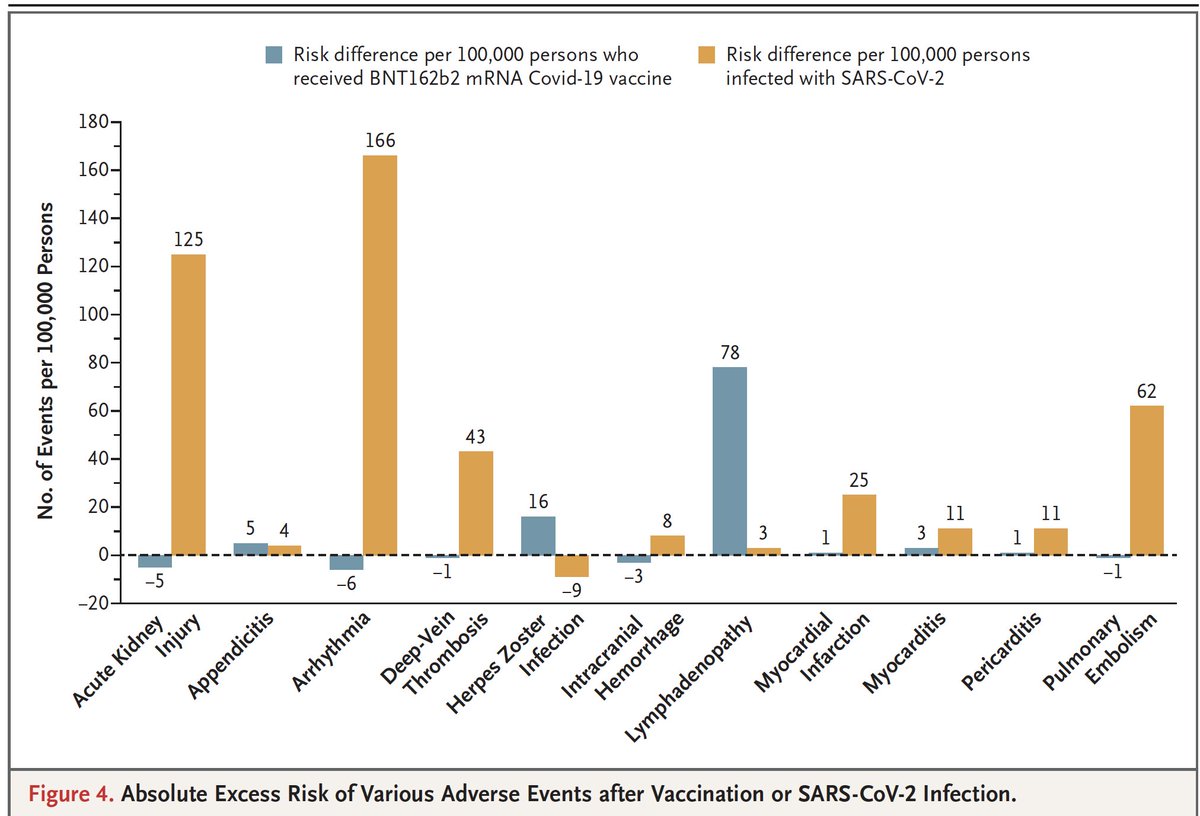 Risk difference per 100,000 persons who
received BNT162b2 mRNA Covid-19 vaccine
Risk difference per 100,000 persons
infected with SARS-CoV-2
No. of Events per 100,000 Persons
180
160
140
120
100
80
60
40
20
0
–20
–5
125
5
4
–6
166
–1
43
16
–9
–3
8
78
3
1
25
3
11
1
11
–1
62
Acute Kidney
Injury
Appendicitis
Arrhythmia
Deep-Vein
Thrombosis
Herpes Zoster
Infection
Intracranial
Hemorrhage
Lymphadenopathy
Myocardial
Infarction
Myocarditis
Pericarditis
Pulmonary
Embolism
Figure 4. Absolute Excess Risk of Various Adverse Events after Vaccination or SARS-CoV-2 Infection.